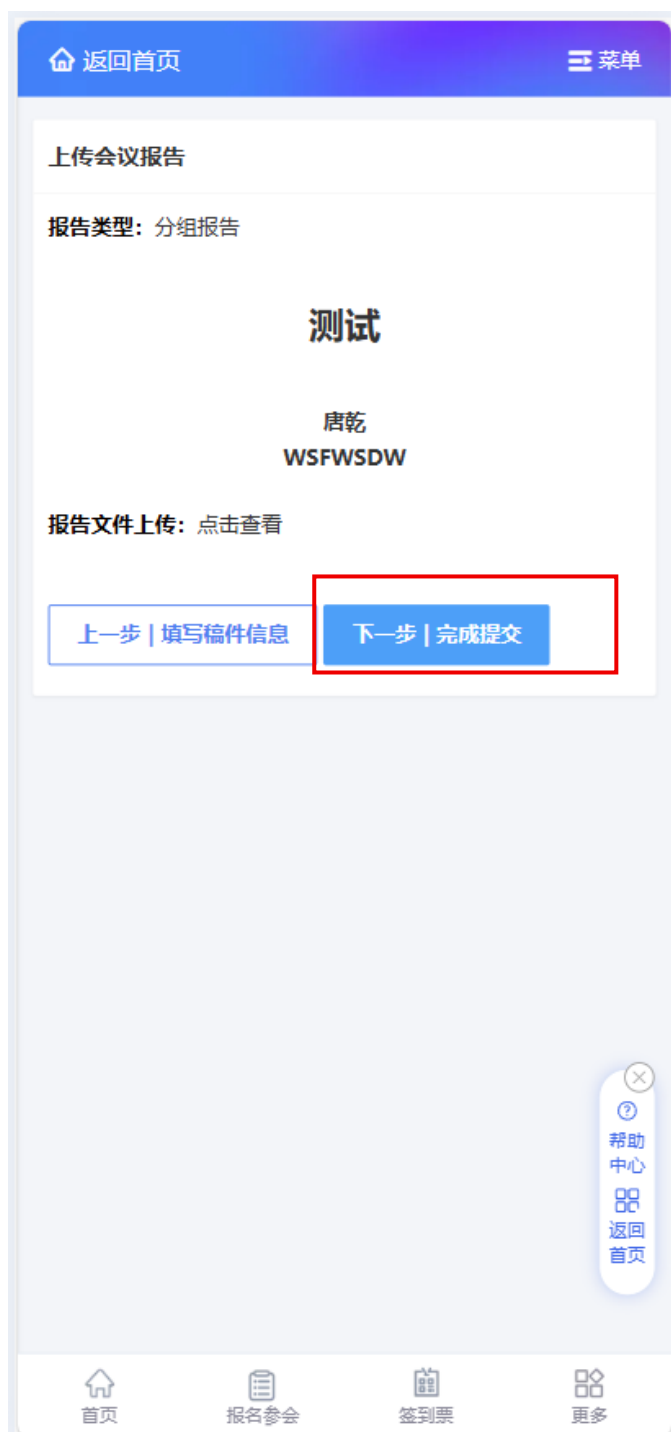 返回首页 菜单
上传会议报告
报告类型：分组报告
测试
唐乾
WSFWSDW
报告文件上传：点击查看
上一步 | 填写稿件信息 下一步 | 完成提交
帮助
中心
返回
首页
首页 报名参会 签到票 更多